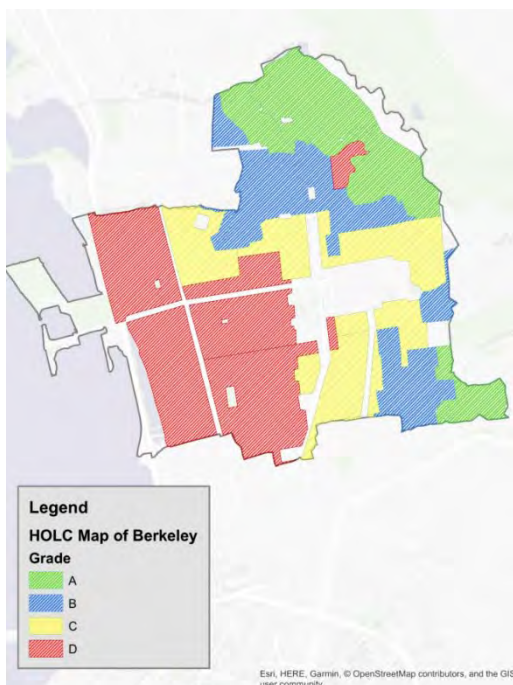 Legend
HOLC Map of Berkeley
Grade
A
B
C
D
Esri, HERE, Garmin, © OpenStreetMap contributors, and the GIS
user community